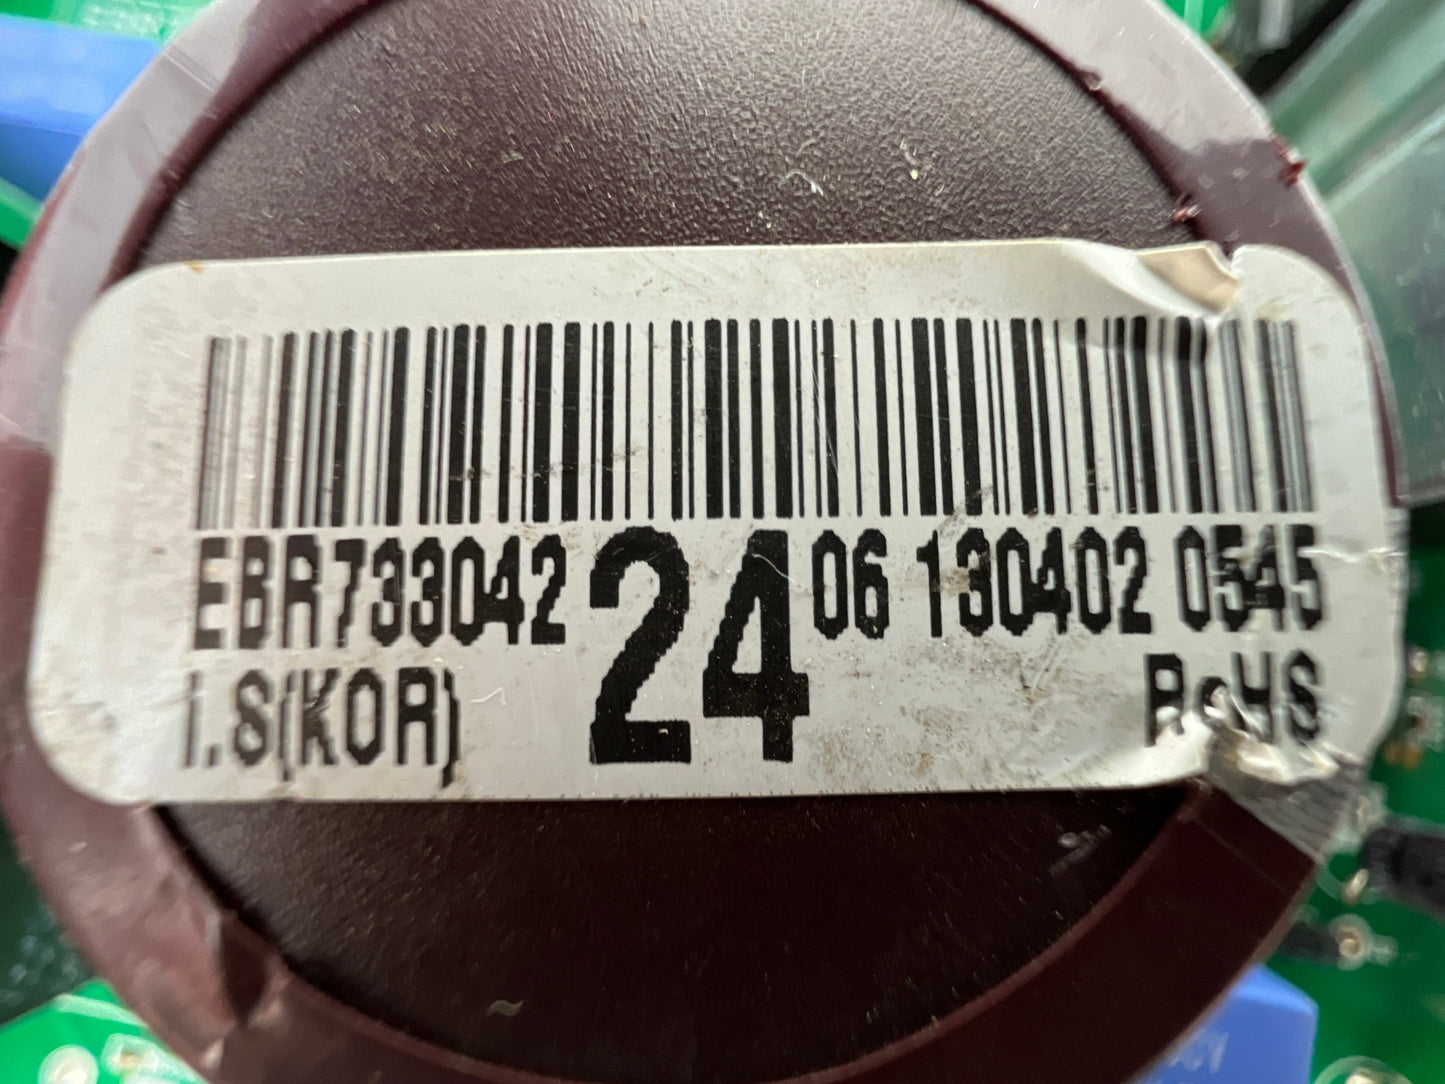 EBR733042 24 06 130402 0545
I.S(KOR) RoHS